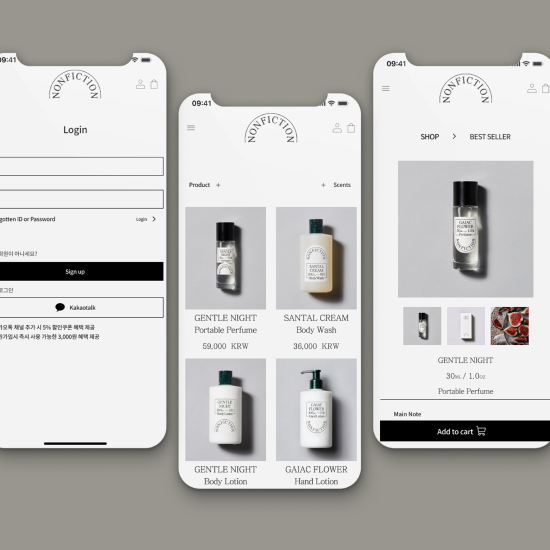 09:41
NONFICTION
Login
gotten ID or Password
Login
회원이 아니세요?
Sign up
로그인
Kakaotalk
카오톡 채널 추가 시 5% 할인쿠폰 혜택 제공
원가입시 즉시 사용 가능한 3,000원 혜택 제공
09:41
NONFICTION
Product +
+ Scents
GENTLE NIGHT
Portable Perfume
59,000 KRW
SANTAL CREAM
Body Wash
36,000 KRW
GENTLE NIGHT
Body Lotion
GAIAC FLOWER
Hand Lotion
09:41
NONFICTION
SHOP > BEST SELLER
GAIAC
FLOWER
Perfume
NONFICTION
GENTLE NIGHT
30ML / 1.0OZ
Portable Perfume
Main Note
Add to cart